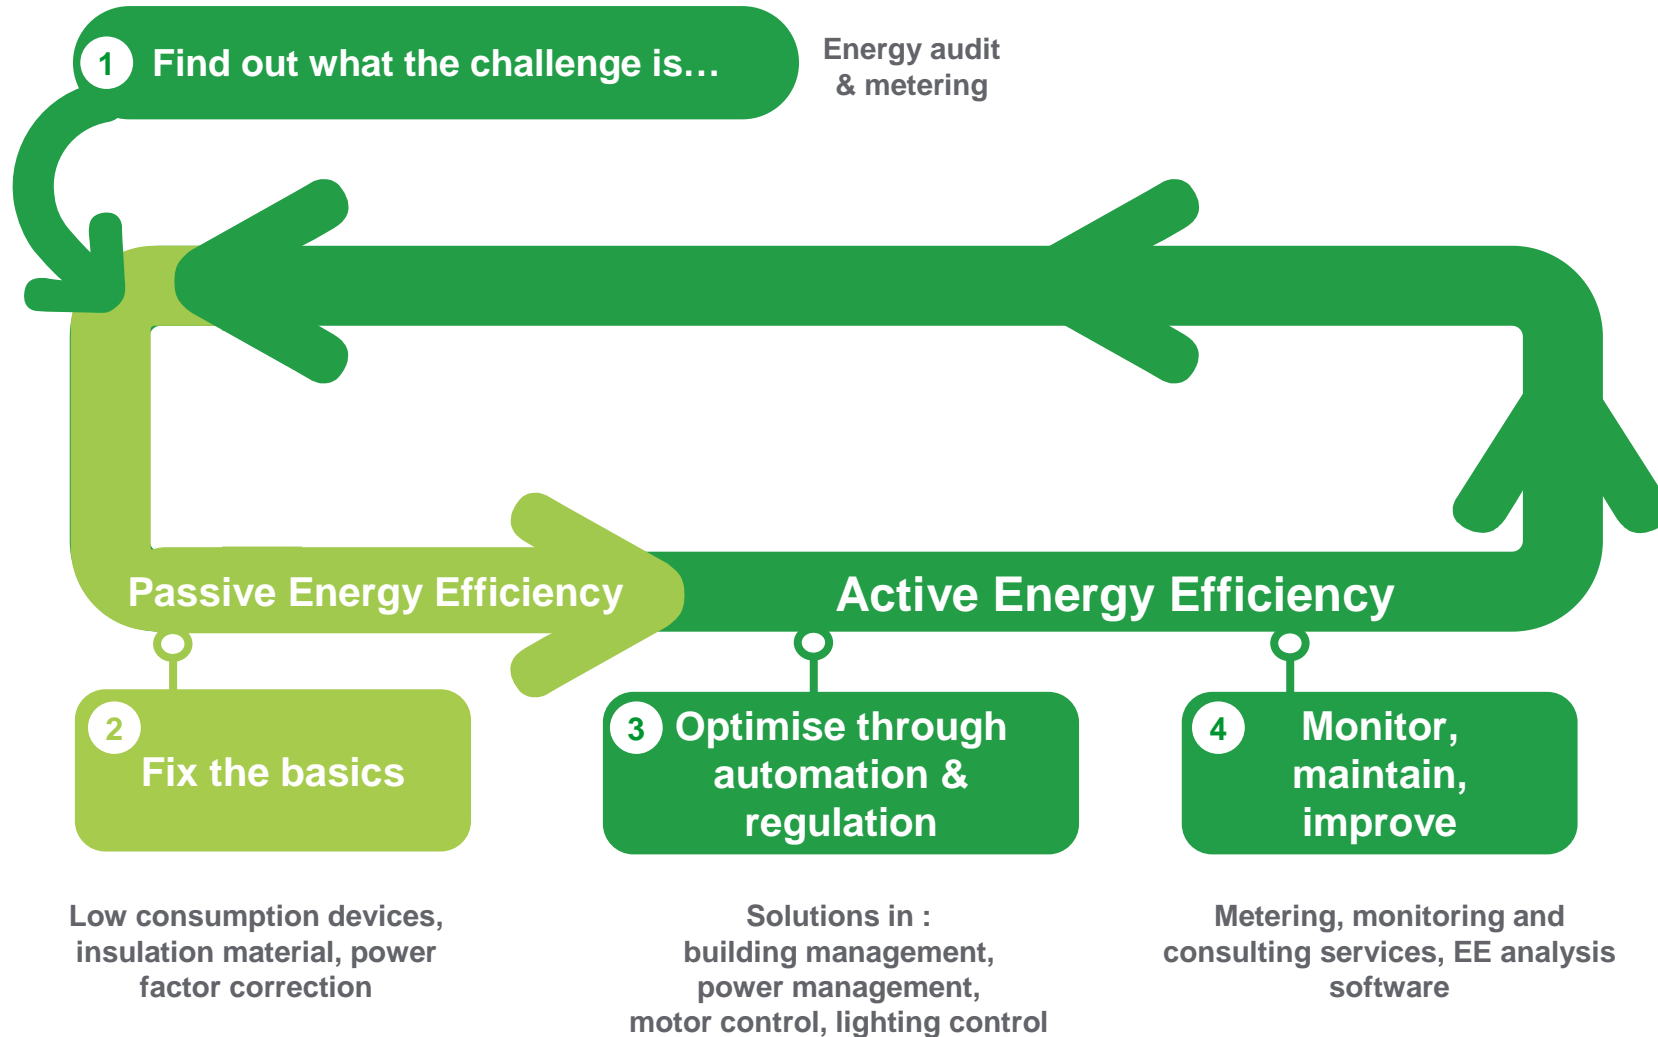 1 Find out what the challenge is...
Energy audit
& metering
Passive Energy Efficiency
Active Energy Efficiency
2
Fix the basics
3 Optimise through
automation &
regulation
4 Monitor,
maintain,
improve
Low consumption devices,
insulation material, power
factor correction
Solutions in :
building management,
power management,
motor control, lighting control
Metering, monitoring and
consulting services, EE analysis
software